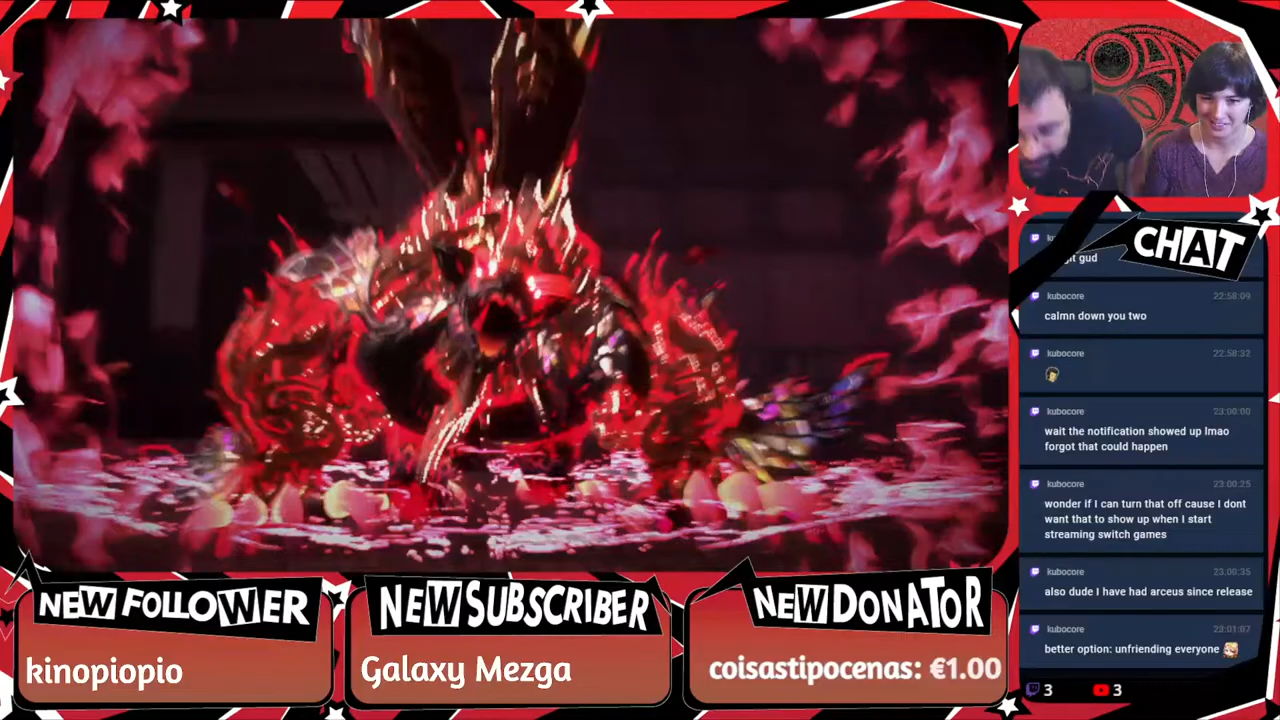 CHAT
git gud
kubocore 22:58:09
calmn down you two
kubocore 22:58:32
kubocore 23:00:00
wait the notification showed up lmao
forgot that could happen
kubocore 23:00:25
wonder if I can turn that off cause I dont
want that to show up when I start
streaming switch games
kubocore 23:00:35
also dude I have had arceus since release
kubocore 23:01:07
better option: unfriending everyone
3 3
NEW FOLLOWER
kinopiopio
NEW SUBSCRIBER
Galaxy Mezga
NEW DONATOR
coisastipocenas: €1.00